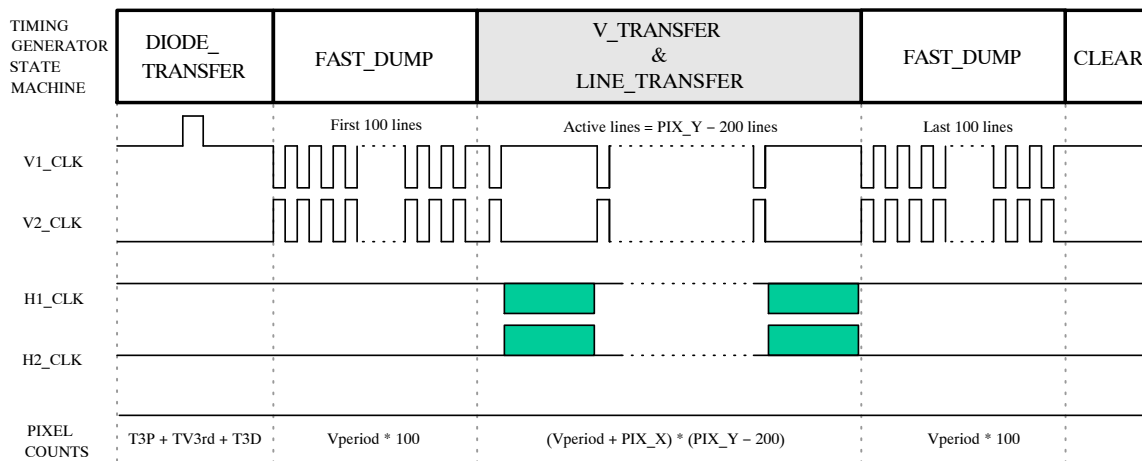 TIMING
GENERATOR
STATE
MACHINE
DIODE_
TRANSFER
FAST_DUMP
V_TRANSFER
&
LINE_TRANSFER
FAST_DUMP
CLEAR
First 100 lines
Active lines = PIX_Y − 200 lines
Last 100 lines
V1_CLK
V2_CLK
H1_CLK
H2_CLK
PIXEL
COUNTS
T3P + TV3rd + T3D
Vperiod * 100
(Vperiod + PIX_X) * (PIX_Y − 200)
Vperiod * 100